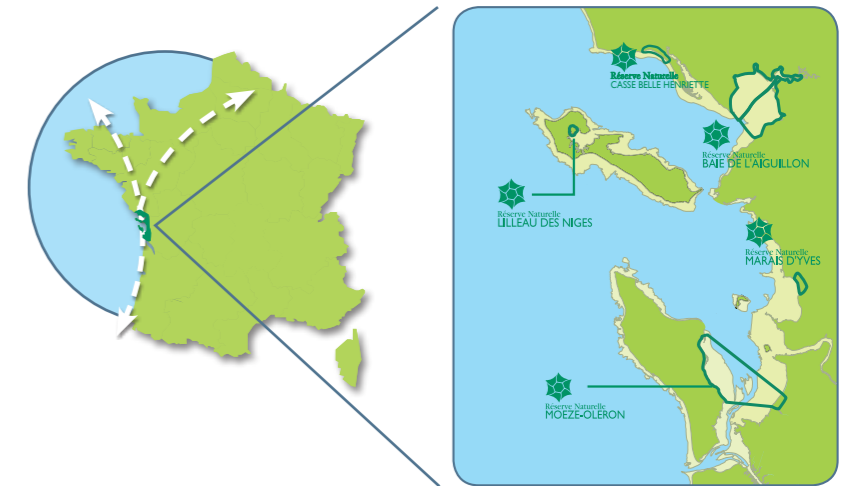 Réserve Naturelle
CASSE BELLE HENRIETTE
Réserve Naturelle
BAIE DE L'AIGUILLON
Réserve Naturelle
LILLEAU DES NIGES
Réserve Naturelle
MARAIS D'YVES
Réserve Naturelle
MOEZE-OLERON